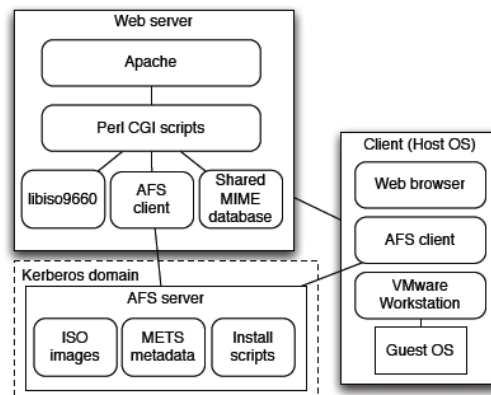 Web server
Apache
Perl CGI scripts
libiso9660
AFS
client
Shared
MIME
database
Client (Host OS)
Web browser
AFS client
VMware
Workstation
Guest OS
Kerberos domain
AFS server
ISO
images
METS
metadata
Install
scripts